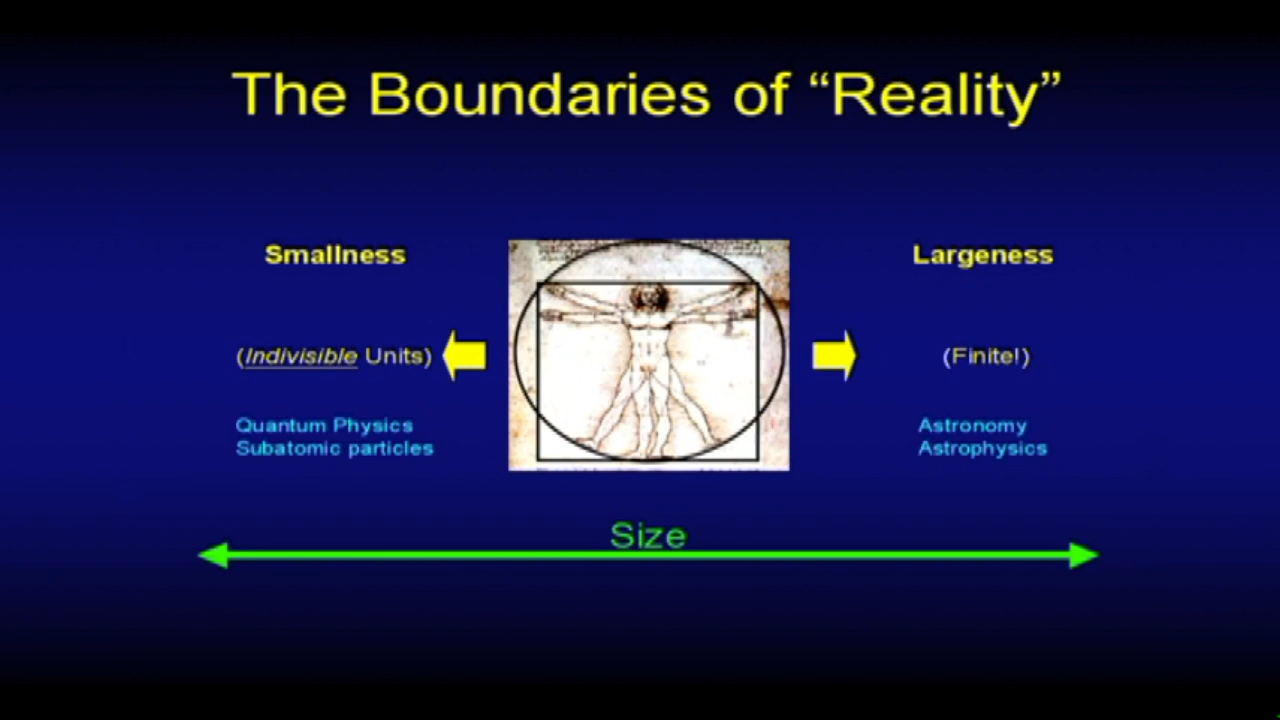 The Boundaries of “Reality”
Smallness
Largeness
(Indivisible Units)
(Finite!)
Quantum Physics
Subatomic particles
Astronomy
Astrophysics
Size